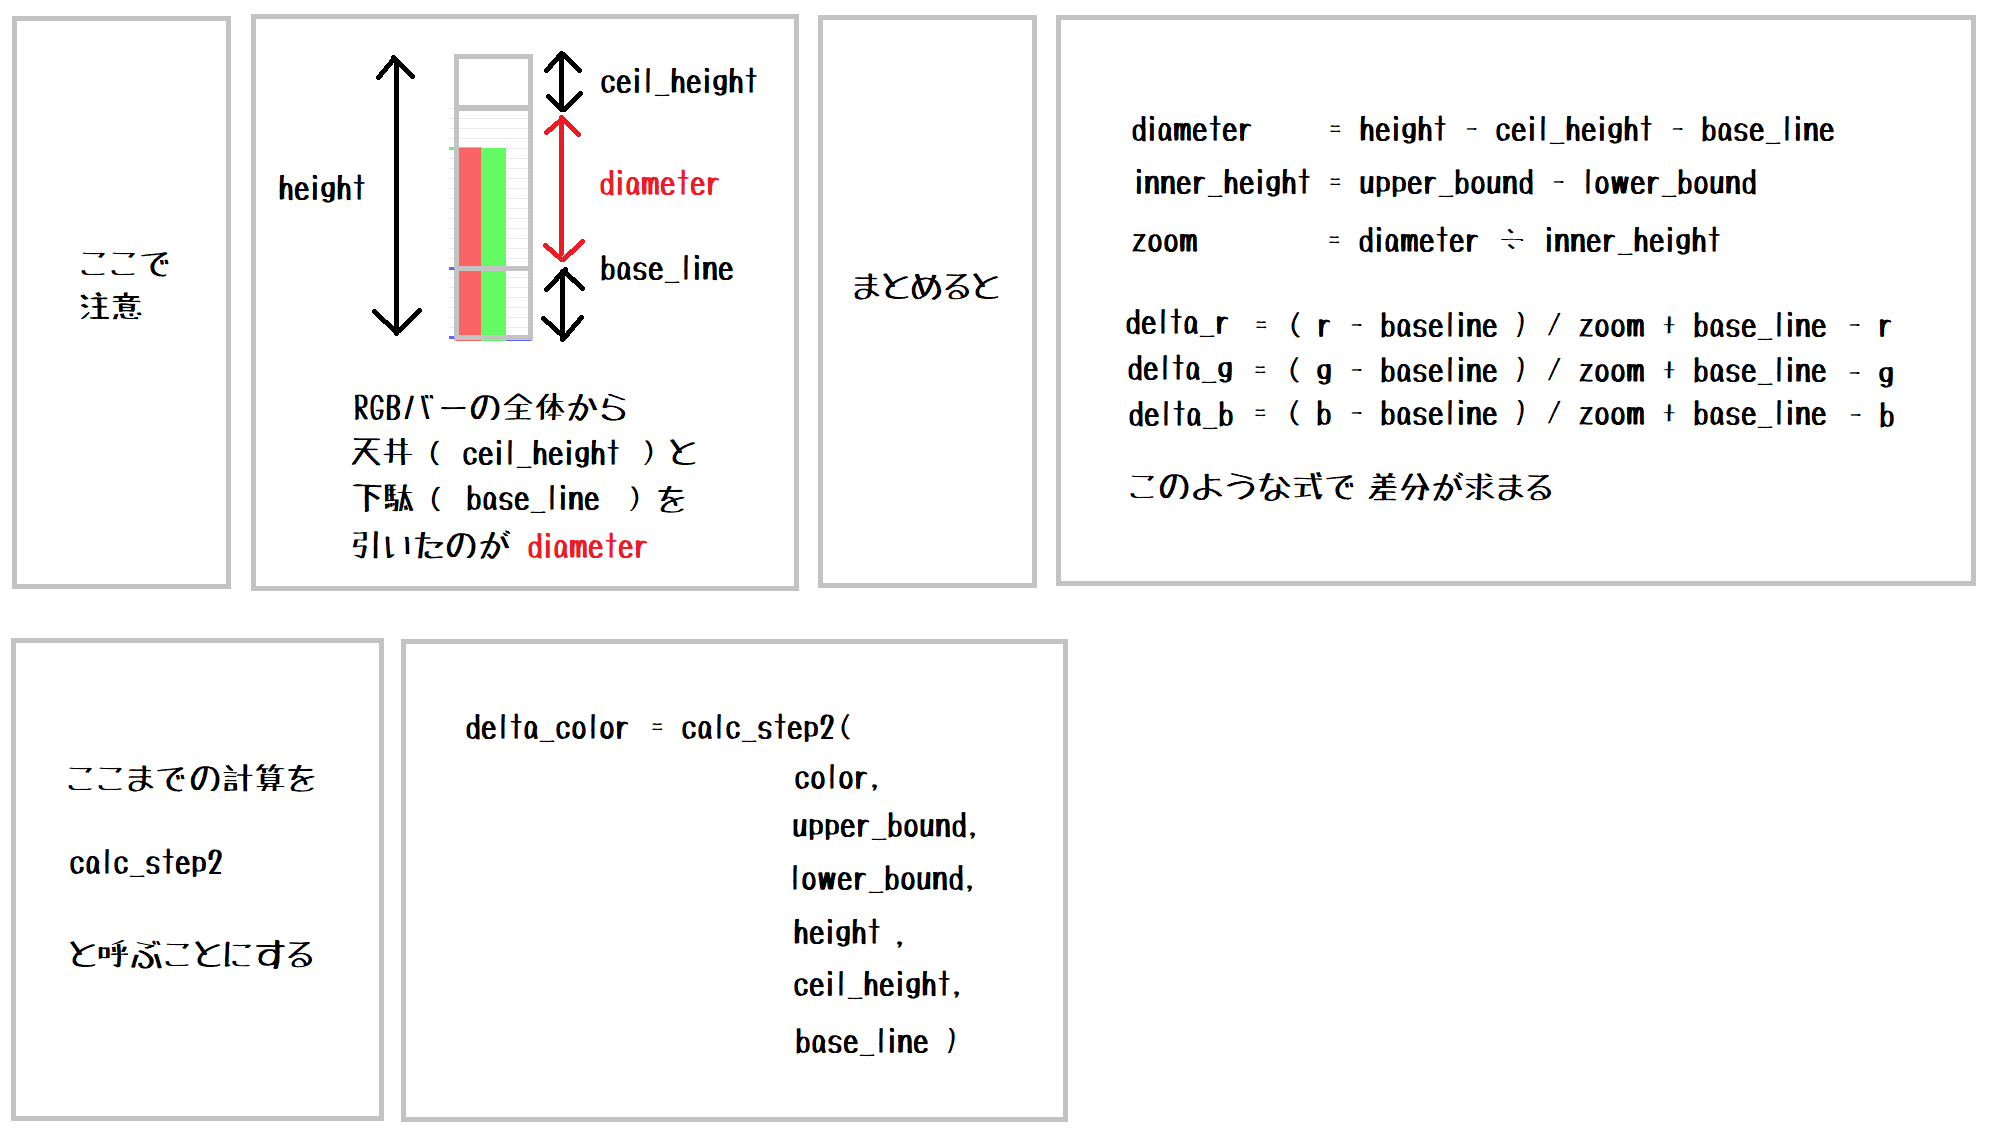 ここで
注意
height
ceil_height
diameter
base_line
RGBバーの全体から
天井 ( ceil_height ) と
下駄 ( base_line ) を
引いたのが diameter
まとめると
diameter = height - ceil_height - base_line
inner_height = upper_bound - lower_bound
zoom = diameter ÷ inner_height
delta_r = ( r - baseline ) / zoom + base_line - r
delta_g = ( g - baseline ) / zoom + base_line - g
delta_b = ( b - baseline ) / zoom + base_line - b
このような式で 差分が求まる
ここまでの計算を
calc_step2
と呼ぶことにする
delta_color = calc_step2(
color,
upper_bound,
lower_bound,
height ,
ceil_height,
base_line )